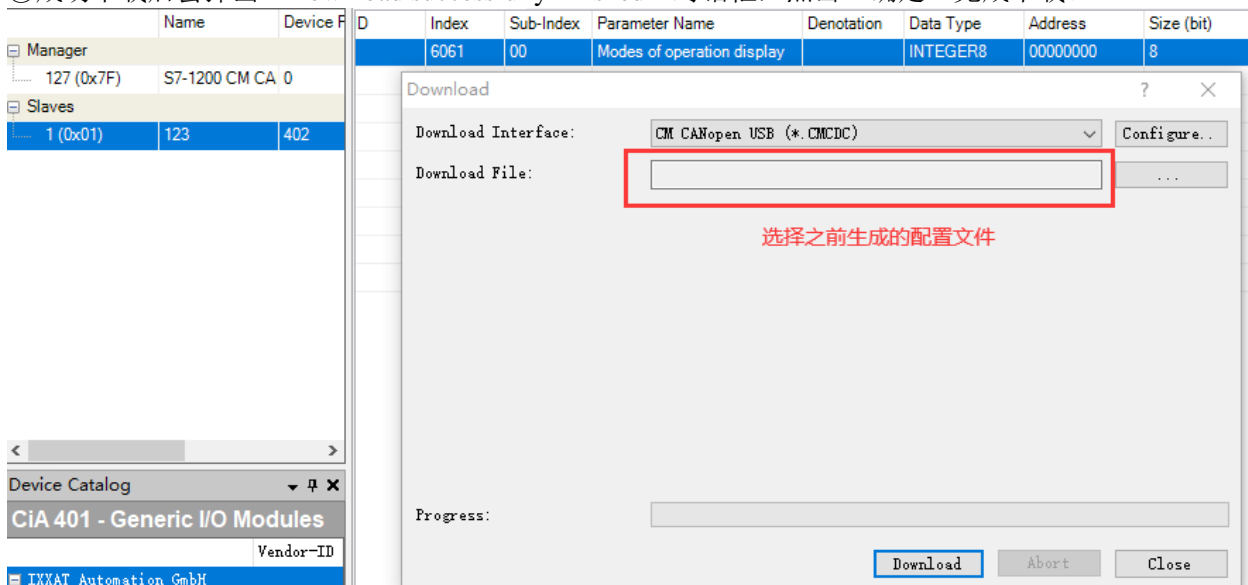 Name Device F
Manager
127 (0x7F) S7-1200 CM CA 0
Slaves
1 (0x01) 123 402
D Index Sub-Index Parameter Name Denotation Data Type Address Size (bit)
6061 00 Modes of operation display INTEGER8 00000000 8
Download
Download Interface: CM CANopen USB (*.CMCDC) Configure..
Download File: ...
选择之前生成的配置文件
Progress:
Download Abort Close
Device Catalog
CiA 401 - Generic I/O Modules
Vendor-ID
IXXAT Automation GmbH